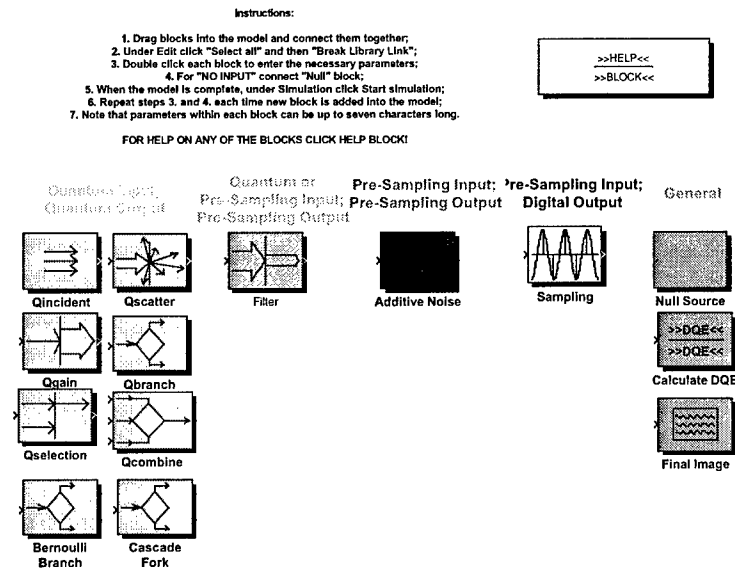 Instructions:
1. Drag blocks into the model and connect them together;
2. Under Edit click "Select all" and then "Break Library Link";
3. Double click each block to enter the necessary parameters;
4. For "NO INPUT" connect "Null" block;
5. When the model is complete, under Simulation click Start simulation;
6. Repeat steps 3. and 4. each time new block is added into the model;
7. Note that parameters within each block can be up to seven characters long.
FOR HELP ON ANY OF THE BLOCKS CLICK HELP BLOCK!
>>HELP<<
>>BLOCK<<
Quantum Input;
Quantum Output
Quantum or
Pre-Sampling Input;
Pre-Sampling Output
Pre-Sampling Input;
Pre-Sampling Output
Pre-Sampling Input;
Digital Output
General
Qincident
Qscatter
Filter
Additive Noise
Sampling
Null Source
Qgain
Qbranch
>>DQE<<
>>DQE<<
Calculate DQE
Qselection
Qcombine
Final Image
Bernoulli
Branch
Cascade
Fork